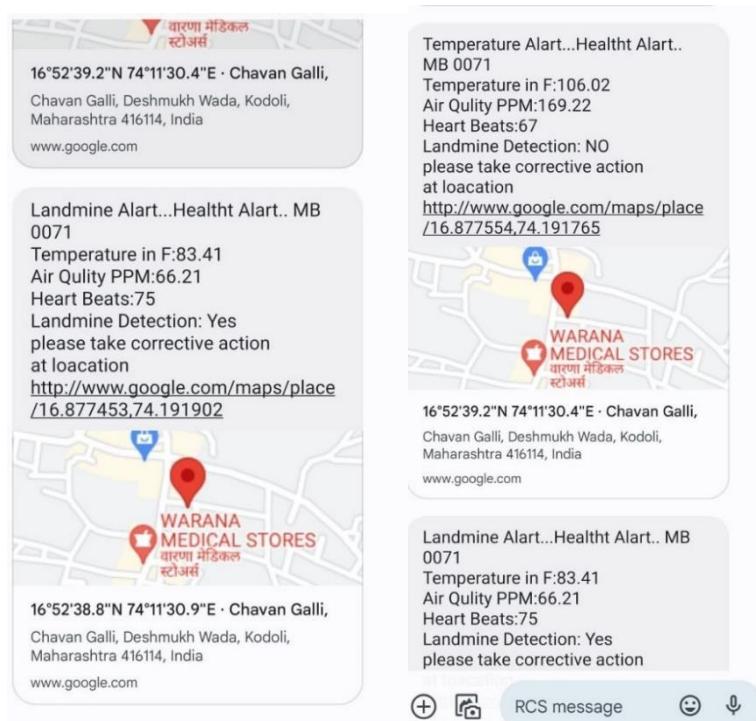 वारणा मेडिकल
स्टोअर्स
16°52'39.2"N 74°11'30.4"E · Chavan Galli,
Chavan Galli, Deshmukh Wada, Kodoli,
Maharashtra 416114, India
www.google.com
Landmine Alart...Healtht Alart.. MB
0071
Temperature in F:83.41
Air Qulity PPM:66.21
Heart Beats:75
Landmine Detection: Yes
please take corrective action
at loacation
http://www.google.com/maps/place
/16.877453,74.191902
WARANA
MEDICAL STORES
वारणा मेडिकल
स्टोअर्स
16°52'38.8"N 74°11'30.9"E · Chavan Galli,
Chavan Galli, Deshmukh Wada, Kodoli,
Maharashtra 416114, India
www.google.com
Temperature Alart...Healtht Alart..
MB 0071
Temperature in F:106.02
Air Qulity PPM:169.22
Heart Beats:67
Landmine Detection: NO
please take corrective action
at loacation
http://www.google.com/maps/place
/16.877554,74.191765
WARANA
MEDICAL STORES
वारणा मेडिकल
स्टोअर्स
16°52'39.2"N 74°11'30.4"E · Chavan Galli,
Chavan Galli, Deshmukh Wada, Kodoli,
Maharashtra 416114, India
www.google.com
Landmine Alart...Healtht Alart.. MB
0071
Temperature in F:83.41
Air Qulity PPM:66.21
Heart Beats:75
Landmine Detection: Yes
please take corrective action
at loacation
RCS message